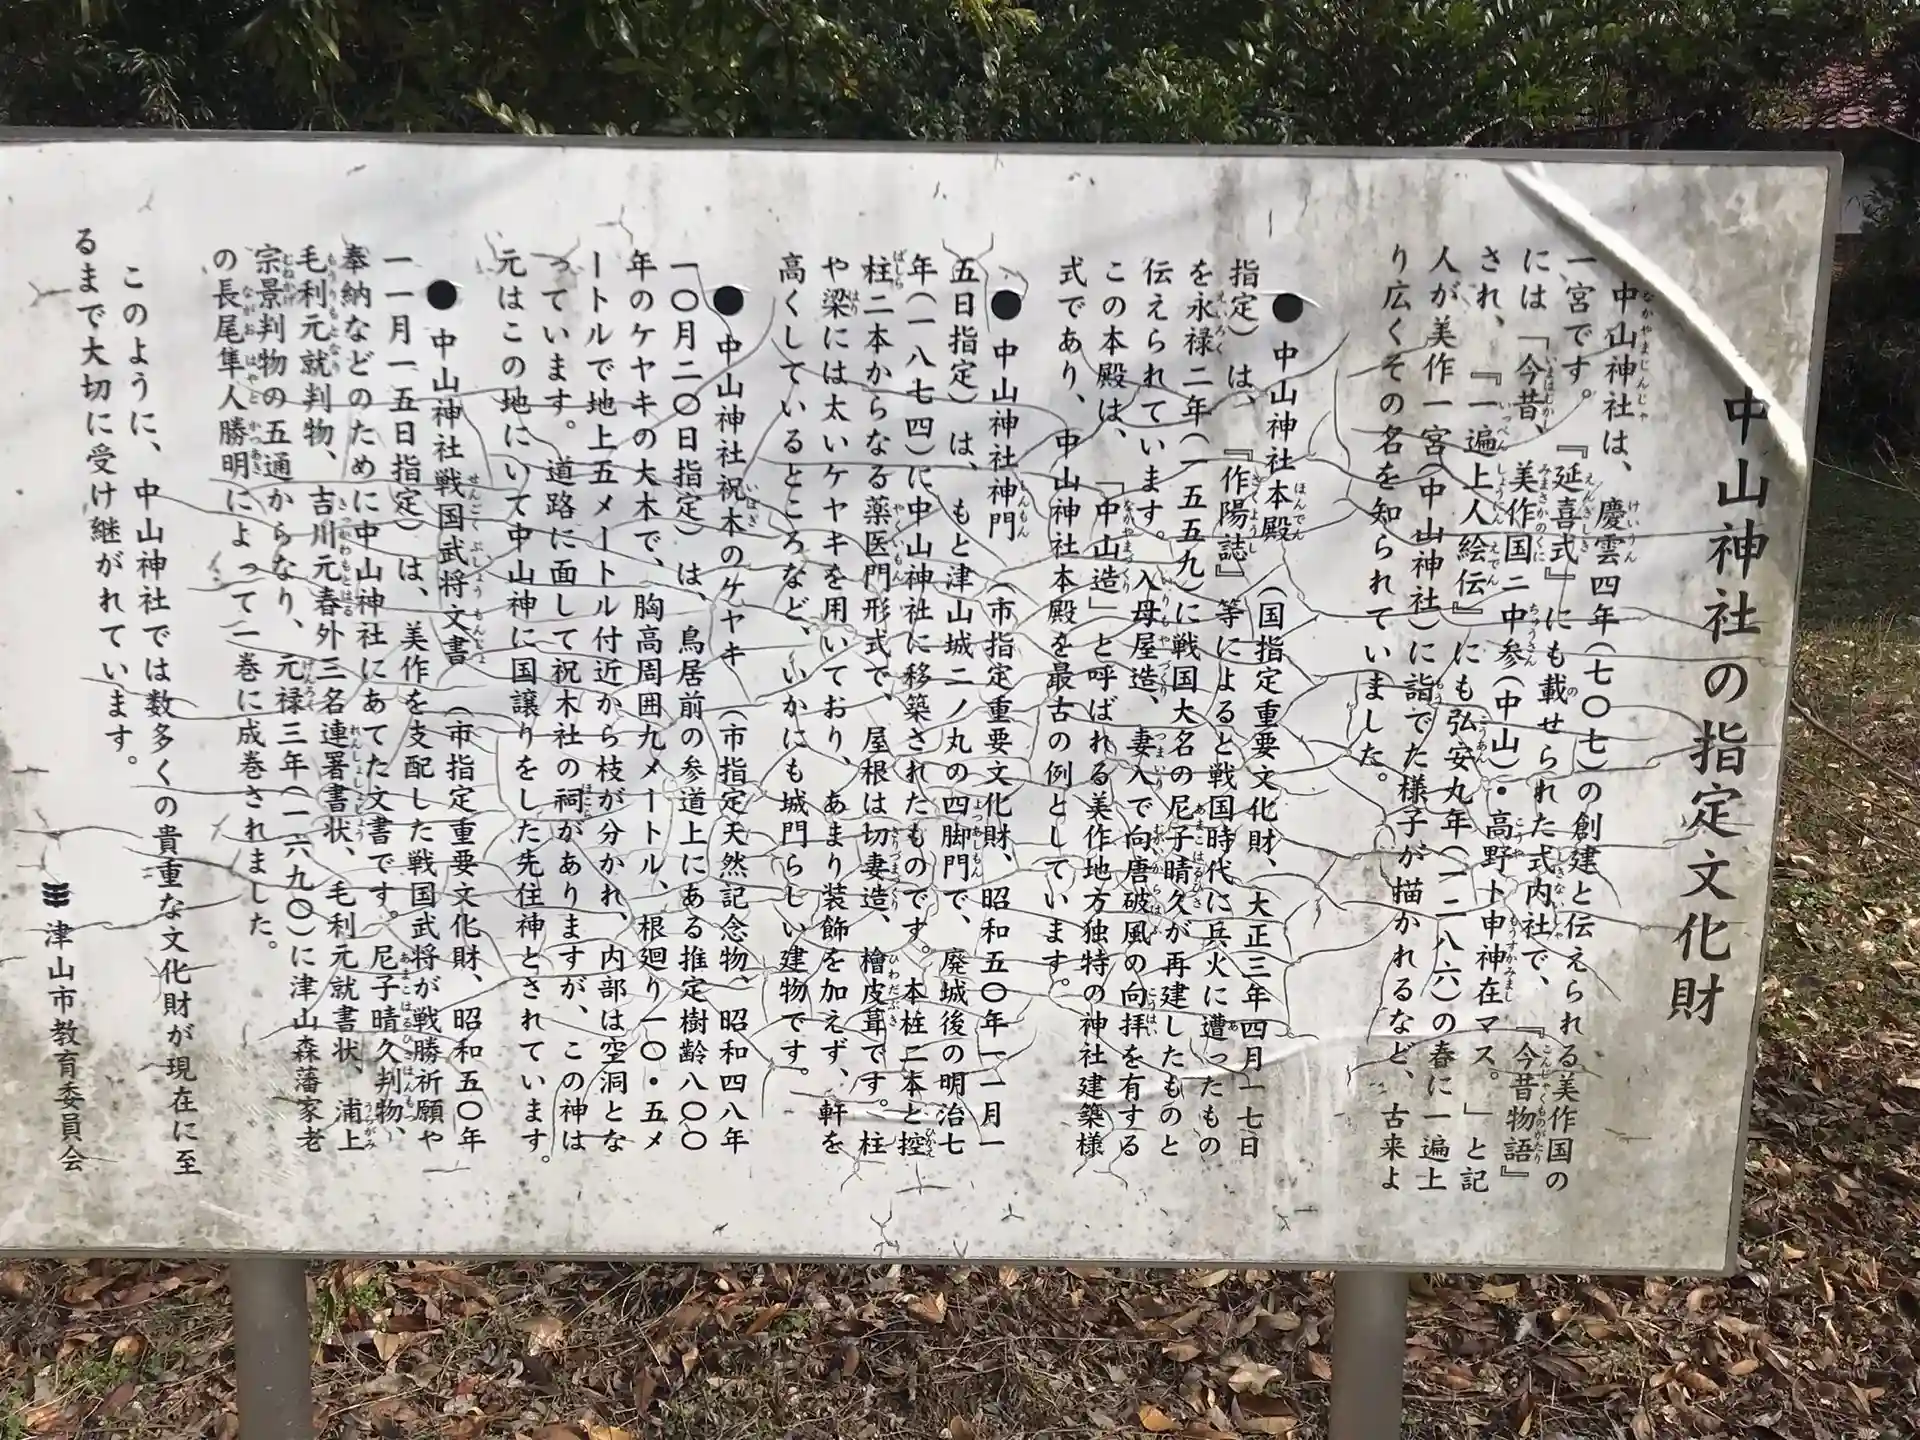 中山神社の指定文化財
中山神社は、慶雲四年(七〇七)の創建と伝えられる美作国の
一宮です。『延喜式』にも載せられた式内社で、『今昔物語』
には「今昔、美作国ニ中参(中山)・高野ト申神在マス。」と記
され、『一遍上人絵伝』にも弘安九年(一二八六)の春に一遍上
人が美作一宮(中山神社)に詣でた様子が描かれるなど、古来よ
り広くその名を知られていました。
●中山神社本殿(国指定重要文化財、大正三年四月一七日
指定)は、『作陽誌』等によると戦国時代に兵火に遭ったもの
を永禄二年(一五五九)に戦国大名の尼子晴久が再建したものと
伝えられています。入母屋造、妻入で向唐破風の向拝を有する
この本殿は、「中山造」と呼ばれる美作地方独特の神社建築様
式であり、中山神社本殿を最古の例としています。
●中山神社神門(市指定重要文化財、昭和五〇年一一月一
五日指定)は、もと津山城二ノ丸の四脚門で、廃城後の明治七
年(一八七四)に中山神社に移築されたものです。本柱二本と控
柱二本からなる薬医門形式で、屋根は切妻造、檜皮葺です。柱
や梁には太いケヤキを用いており、あまり装飾を加えず、軒を
高くしているところなど、いかにも城門らしい建物です。
●中山神社祝木のケヤキ(市指定天然記念物、昭和四八年
一〇月二〇日指定)は、鳥居前の参道上にある推定樹齢八〇〇
年のケヤキの大木で、胸高周囲九メートル、根廻り一〇・五メ
ートルで地上五メートル付近から枝が分かれ、内部は空洞とな
っています。道路に面して祝木社の祠がありますが、この神は
元はこの地にいて中山神に国譲りをした先住神とされています。
●中山神社戦国武将文書(市指定重要文化財、昭和五〇年
一一月一五日指定)は、美作を支配した戦国武将が戦勝祈願や
奉納などのために中山神社にあてた文書です。尼子晴久判物、
毛利元就判物、吉川元春外三名連署書状、毛利元就書状、浦上
宗景判物の五通からなり、元禄三年(一六九〇)に津山森藩家老
の長尾隼人勝明によって一巻に成巻されました。
このように、中山神社では数多くの貴重な文化財が現在に至
るまで大切に受け継がれています。
津山市教育委員会